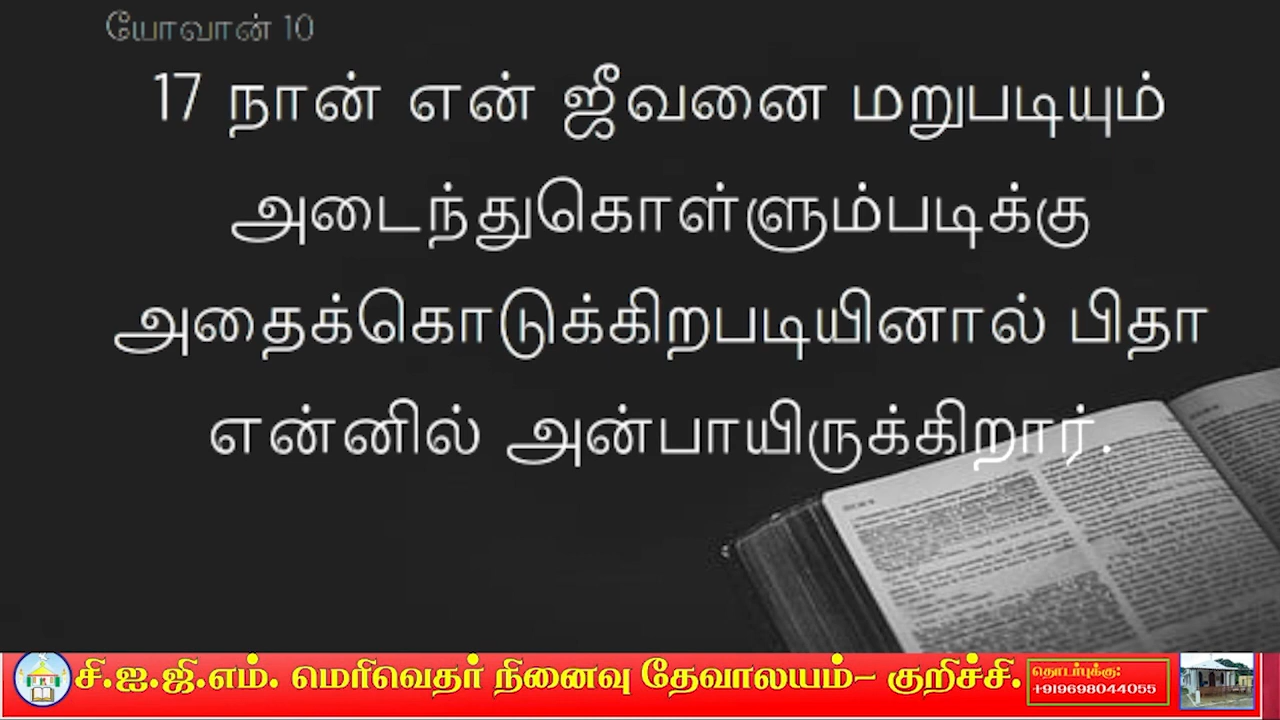 யோவான் 10
17 நான் என் ஜீவனை மறுபடியும்
அடைந்துகொள்ளும்படிக்கு
அதைக்கொடுக்கிறபடியினால் பிதா
என்னில் அன்பாயிருக்கிறார்.
சி.ஐ.ஜி.எம். மெரிவெதர் நினைவு தேவாலயம்- குறிச்சி.
தொடர்புக்கு:
+919698044055